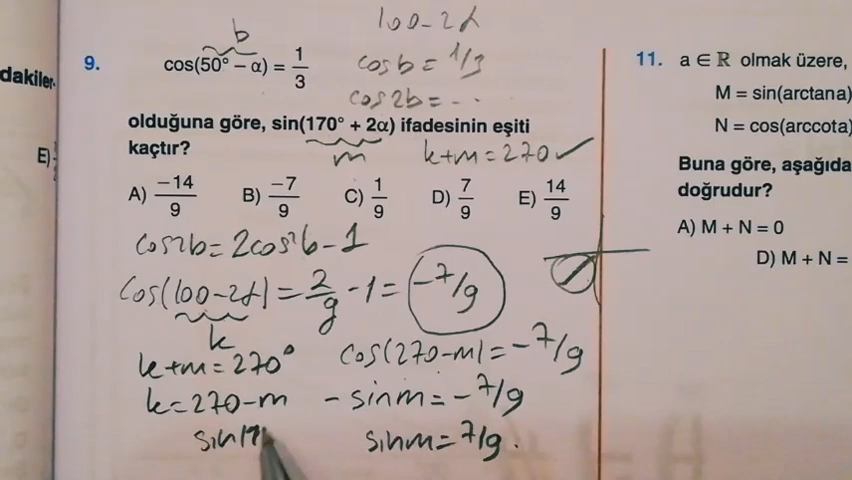 100-2α
b
dakiler.
9. cos(50° – α) = 1/3
cos b = 1/3
cos2b = - - .
olduğuna göre, sin(170° + 2α) ifadesinin eşiti
kaçtır?
m
k+m=270 ✓
E)
A) –14/9 B) –7/9 C) 1/9 D) 7/9 E) 14/9
cos2b=2cos²b-1
cos(100-2α)=2/9-1= -7/9
k
k+m=270°
k=270-m
sin(1
cos(270-m)=-7/9
-sinm=-7/9
sinm=7/9.
11. a ∈ ℝ olmak üzere,
M = sin(arctana)
N = cos(arccota)
Buna göre, aşağıda
doğrudur?
A) M + N = 0
D) M + N =